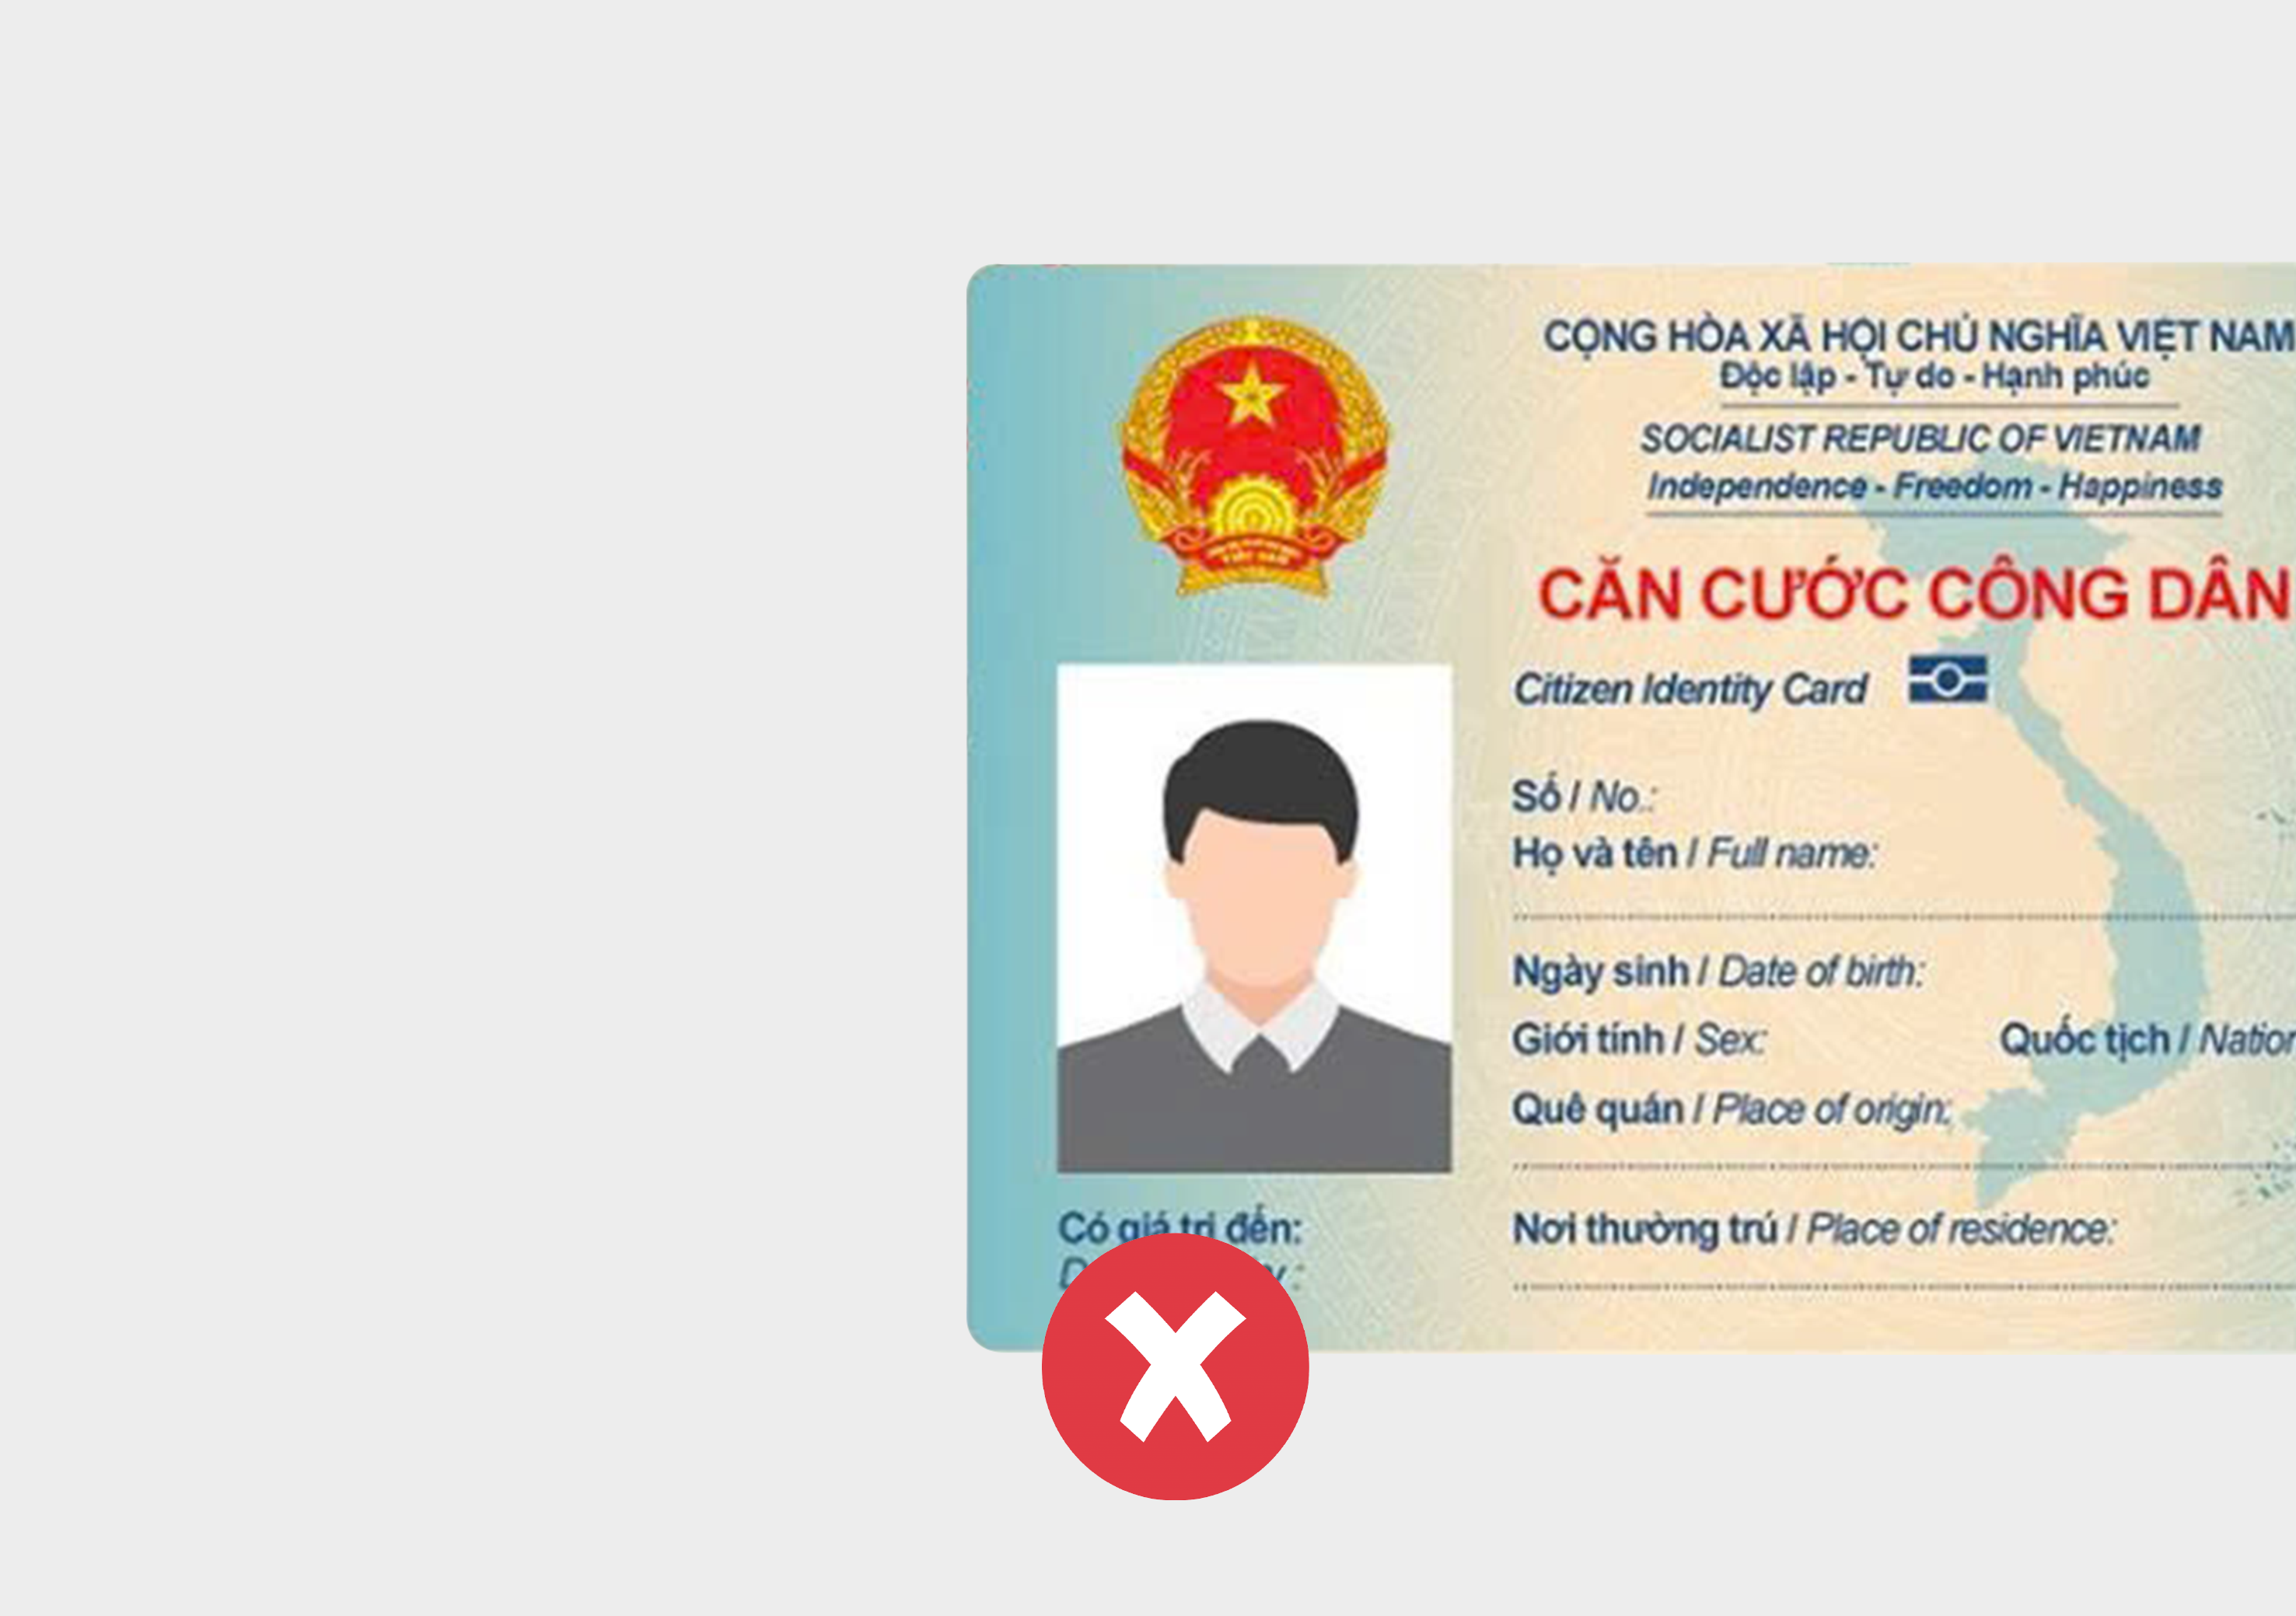 CỘNG HÒA XÃ HỘI CHỦ NGHĨA VIỆT NAM
Độc lập - Tự do - Hạnh phúc
SOCIALIST REPUBLIC OF VIETNAM
Independence - Freedom - Happiness
CĂN CƯỚC CÔNG DÂN
Citizen Identity Card
Số / No.:
Họ và tên / Full name:
Ngày sinh / Date of birth:
Giới tính / Sex: Quốc tịch /
Quê quán / Place of origin:
Nơi thường trú / Place of residence:
Có giá trị đến: